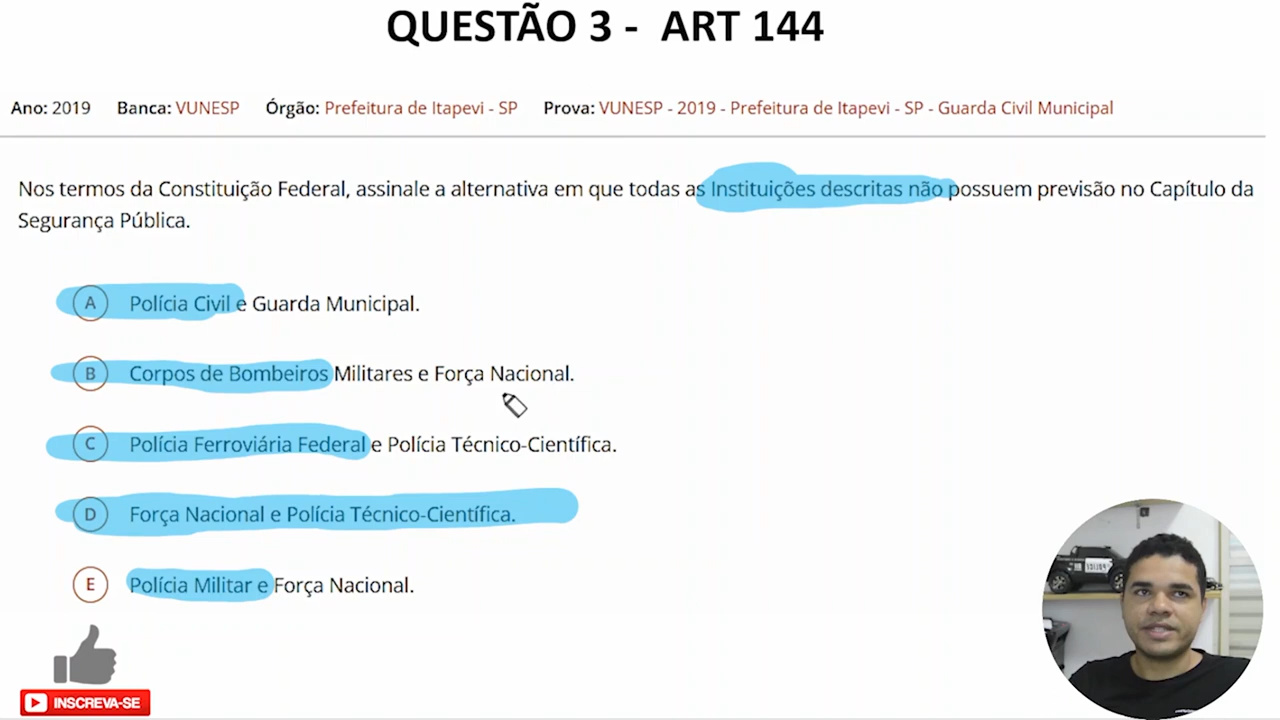 QUESTÃO 3 - ART 144
Ano: 2019 Banca: VUNESP Órgão: Prefeitura de Itapevi - SP Prova: VUNESP - 2019 - Prefeitura de Itapevi - SP - Guarda Civil Municipal
Nos termos da Constituição Federal, assinale a alternativa em que todas as Instituições descritas não possuem previsão no Capítulo da
Segurança Pública.
A Polícia Civil e Guarda Municipal.
B Corpos de Bombeiros Militares e Força Nacional.
C Polícia Ferroviária Federal e Polícia Técnico-Científica.
D Força Nacional e Polícia Técnico-Científica.
E Polícia Militar e Força Nacional.
INSCREVA-SE